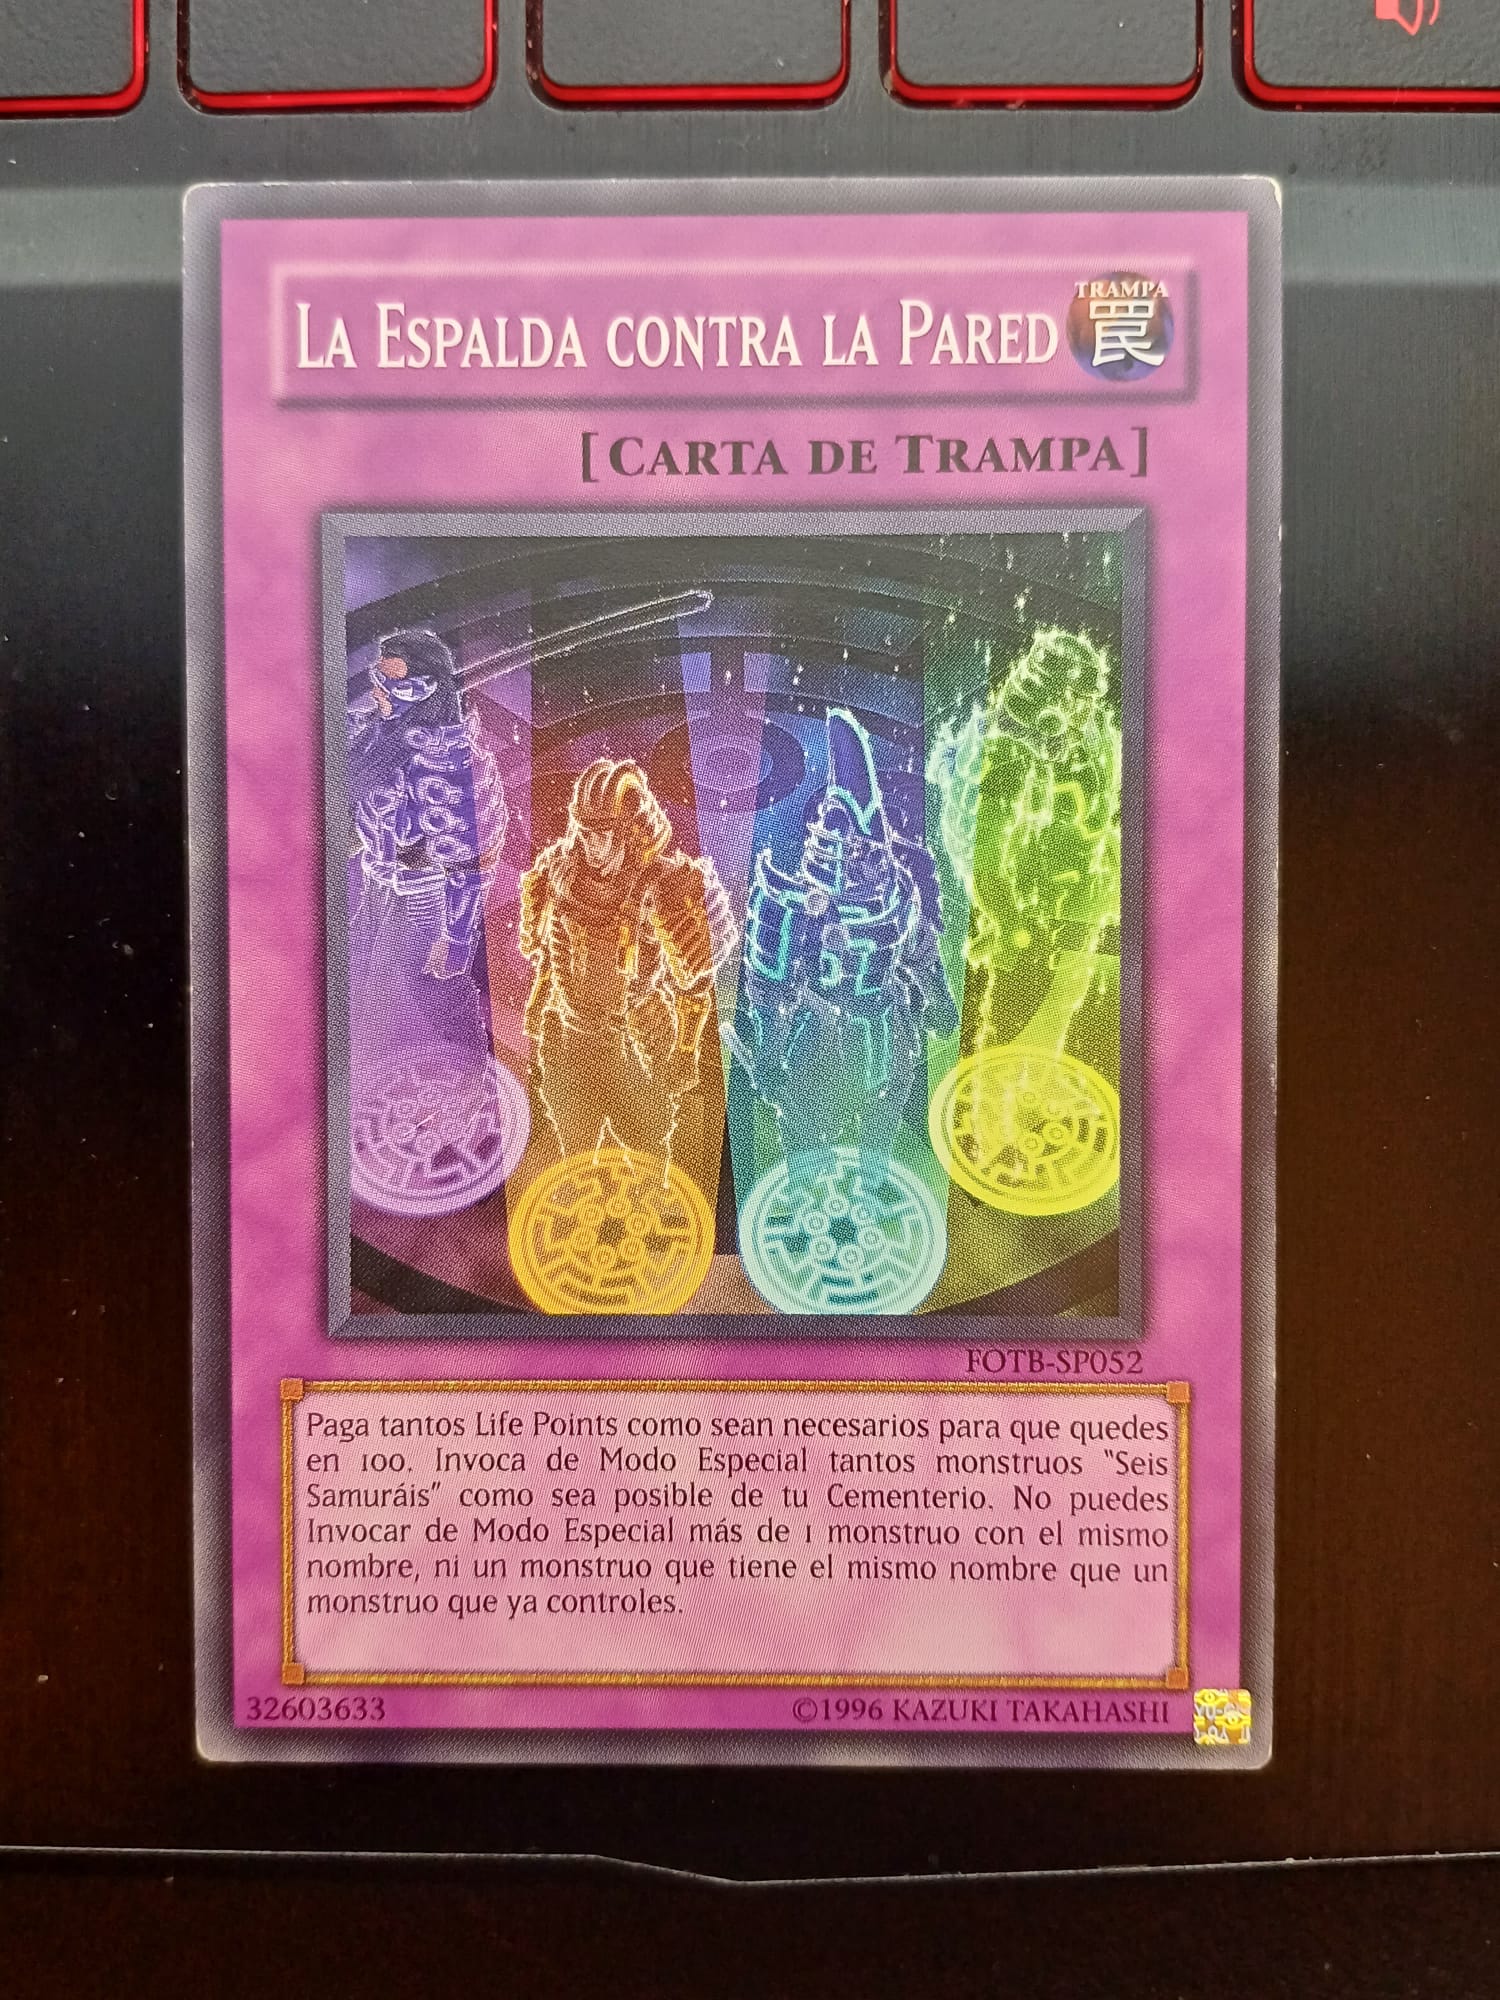 LA ESPALDA CONTRA LA PARED
TRAMPA
罠
[CARTA DE TRAMPA]
FOTB-SP052
Paga tantos Life Points como sean necesarios para que quedes
en 100. Invoca de Modo Especial tantos monstruos "Seis
Samuráis" como sea posible de tu Cementerio. No puedes
Invocar de Modo Especial más de 1 monstruo con el mismo
nombre, ni un monstruo que tiene el mismo nombre que un
monstruo que ya controles.
32603633
©1996 KAZUKI TAKAHASHI